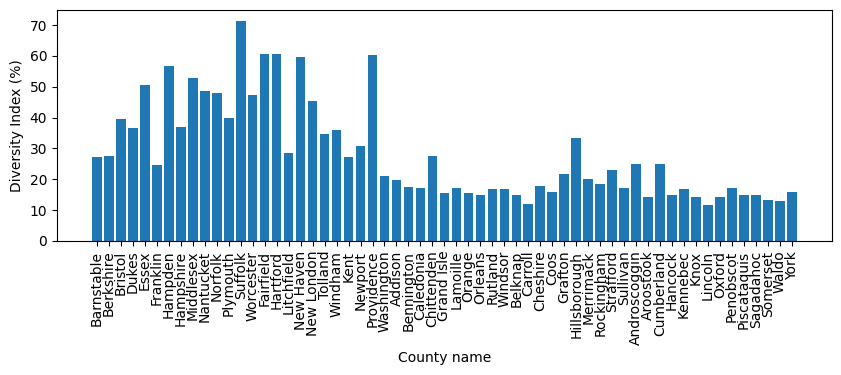 Diversity Index (%)
70
60
50
40
30
20
10
0
Barnstable
Berkshire
Bristol
Dukes
Essex
Franklin
Hampden
Hampshire
Middlesex
Nantucket
Norfolk
Plymouth
Suffolk
Worcester
Fairfield
Hartford
Litchfield
New Haven
New London
Tolland
Windham
Kent
Newport
Providence
Washington
Addison
Bennington
Caledonia
Chittenden
Grand Isle
Lamoille
Orange
Orleans
Rutland
Windsor
Belknap
Carroll
Cheshire
Coos
Grafton
Hillsborough
Merrimack
Rockingham
Strafford
Sullivan
Androscoggin
Aroostook
Cumberland
Hancock
Kennebec
Knox
Lincoln
Oxford
Penobscot
Piscataquis
Sagadahoc
Somerset
Waldo
York
County name